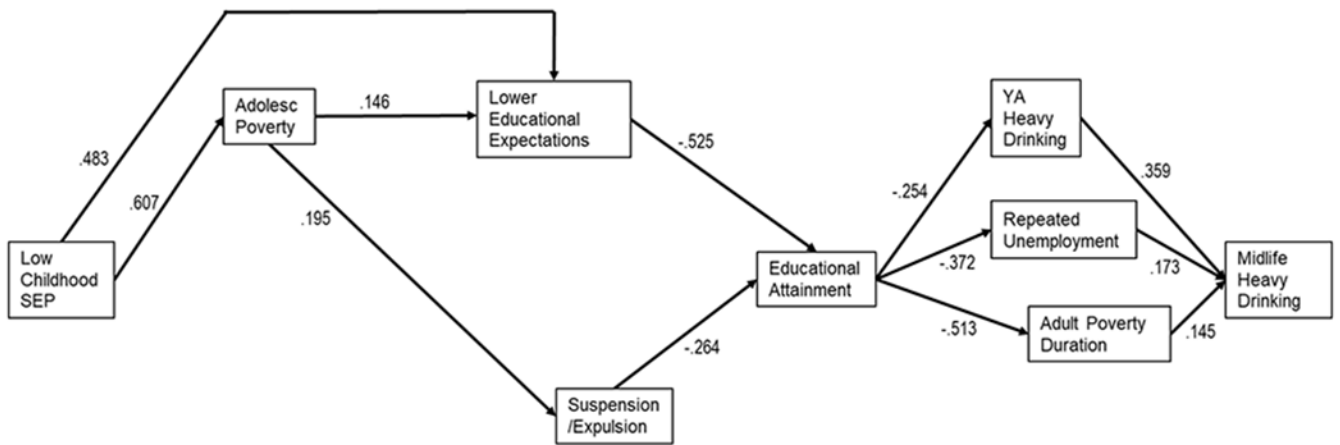 Low
Childhood
SEP
.483
.607
Adolesc
Poverty
.146
.195
Lower
Educational
Expectations
-.525
Suspension
/Expulsion
-.264
Educational
Attainment
-.254
-.372
-.513
YA
Heavy
Drinking
.359
Repeated
Unemployment
.173
Adult Poverty
Duration
.145
Midlife
Heavy
Drinking